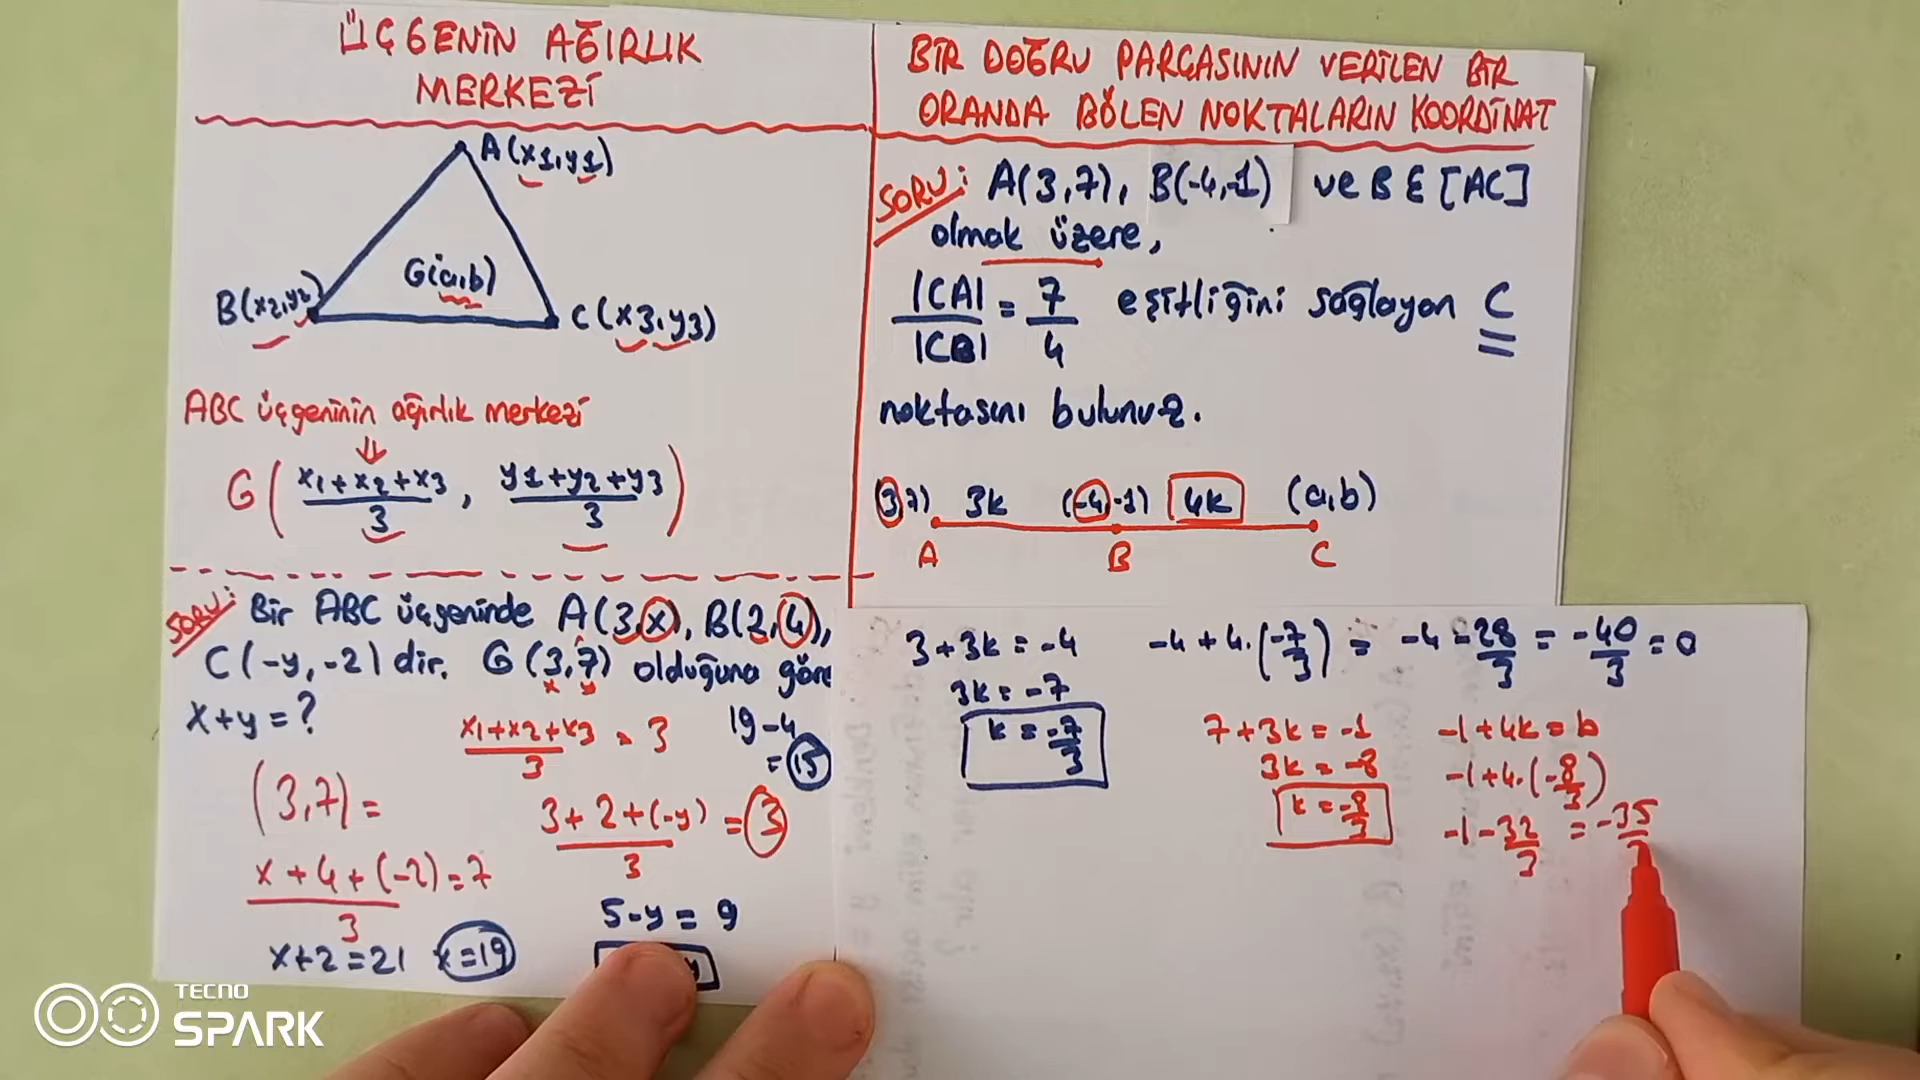 ÜÇGENİN AĞIRLIK
MERKEZİ
A(x1,y1)
G(a,b)
B(x2,y2)
C(x3,y3)
ABC üçgeninin ağırlık merkezi
⇓
G( x1+x2+x3 / 3 , y1+y2+y3 / 3 )
SORU: Bir ABC üçgeninde A(3,x), B(2,4),
C(-y,-2) dir. G(3,7) olduğuna göre
x y
x+y=?
x1+x2+x3 / 3 = 3
19-4
=15
(3,7)=
3+2+(-y) / 3 = 3
x+4+(-2) / 3 = 7
5-y=9
x+2=21 x=19
y
BİR DOĞRU PARÇASININ VERİLEN BİR
ORANDA BÖLEN NOKTALARIN KOORDİNAT
SORU: A(3,7), B(-4,-1) ve B E [AC]
olmak üzere,
|CA| / |CB| = 7/4 eşitliğini sağlayan C
noktasını bulunuz.
(3,7) 3k (-4,-1) 4k (a,b)
A B C
3+3k=-4 -4+4.(-7/3) = -4-28/3 = -40/3 = a
3k=-7
k=-7/3
7+3k=-1 -1+4k=b
3k=-8 -1+4.(-8/3)
k=-8/3 -1-32/3 = -35
TECNO
SPARK